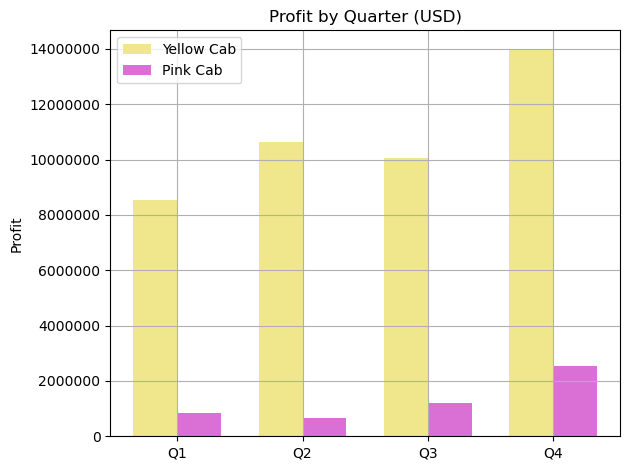 Profit by Quarter (USD)
Yellow Cab
Pink Cab
14000000
12000000
10000000
8000000
6000000
4000000
2000000
0
Profit
Q1 Q2 Q3 Q4